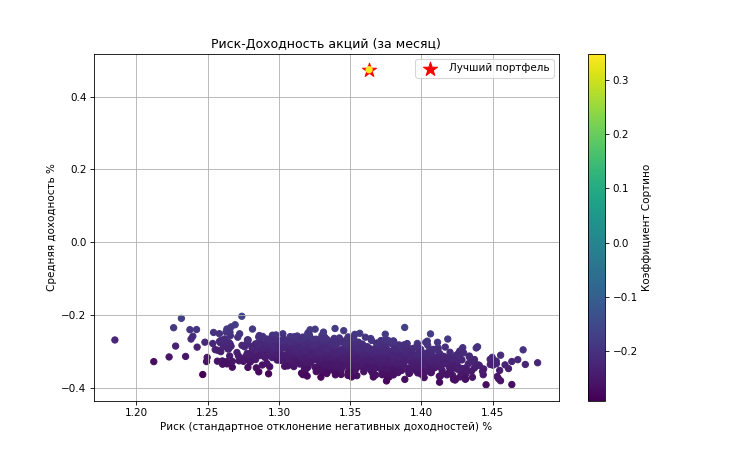 Риск-Доходность акций (за месяц)
Лучший портфель
0.4
0.2
0.0
−0.2
−0.4
Средняя доходность %
1.20 1.25 1.30 1.35 1.40 1.45
Риск (стандартное отклонение негативных доходностей) %
0.3
0.2
0.1
0.0
−0.1
−0.2
Коэффициент Сортино